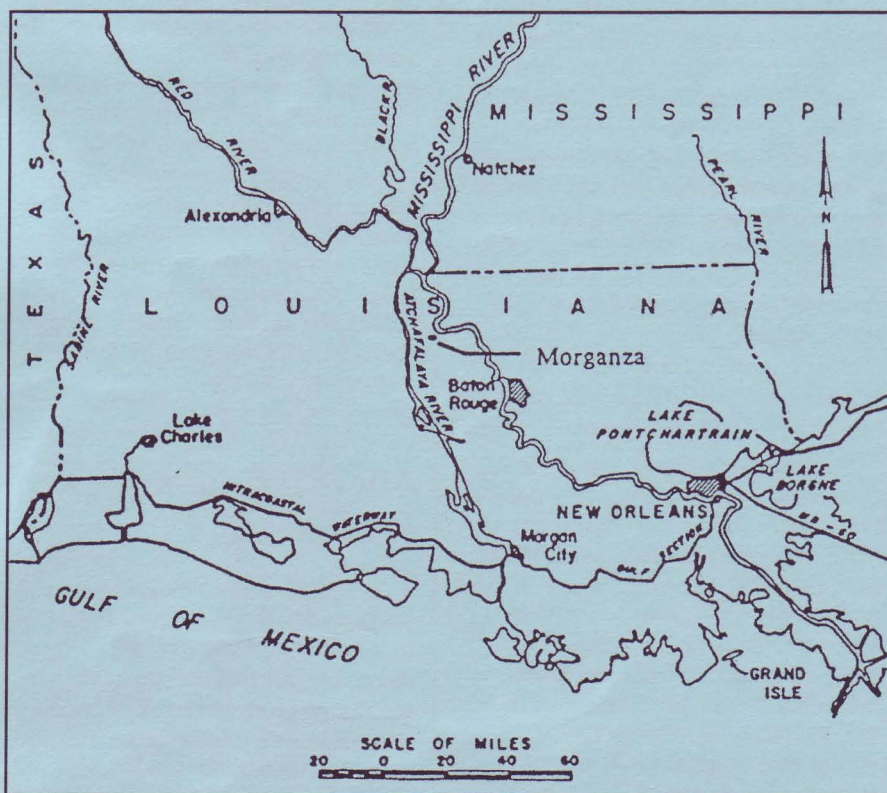 RED
RIVER
BLACK R.
MISSISSIPPI RIVER
MISSISSIPPI
Natchez
PEARL
RIVER
N
Alexandria
TEXAS
SABINE RIVER
LOUISIANA
ATCHAFALAYA RIVER
Morganza
Baton
Rouge
Lake
Charles
LAKE
PONTCHARTRAIN
LAKE
BORGNE
NEW ORLEANS
INTRACOASTAL
WATERWAY
Morgan
City
GULF SECTION
GULF OF MEXICO
GRAND
ISLE
SCALE OF MILES
20 0 20 40 60